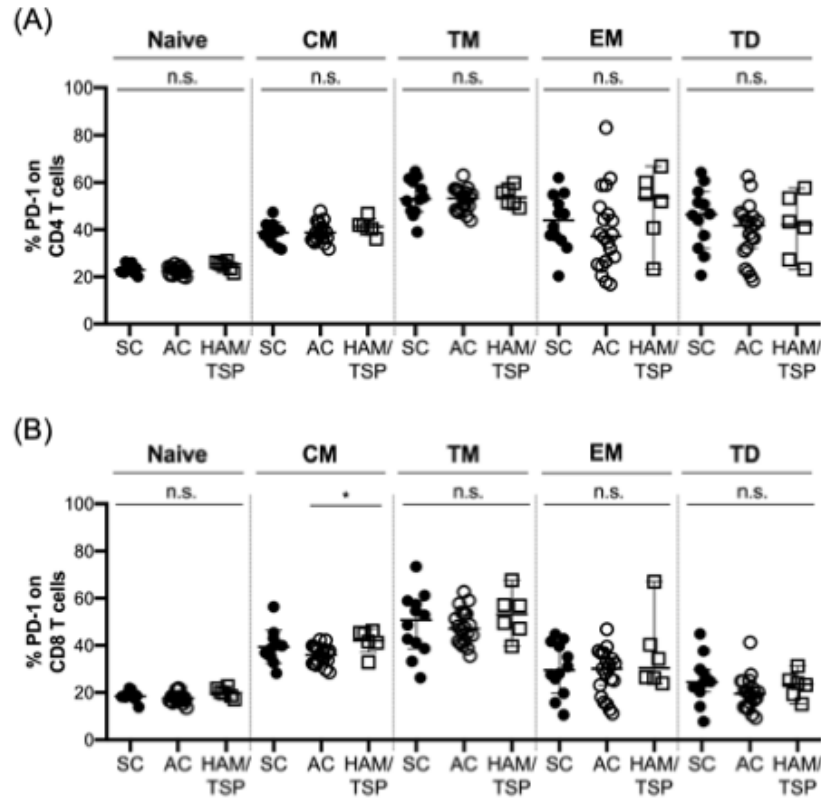 (A)
Naive CM TM EM TD
n.s. n.s. n.s. n.s. n.s.
100
80
60
40
20
0
% PD-1 on
CD4 T cells
SC AC HAM/ SC AC HAM/ SC AC HAM/ SC AC HAM/ SC AC HAM/
TSP TSP TSP TSP TSP
(B)
Naive CM TM EM TD
n.s. * n.s. n.s. n.s.
100
80
60
40
20
0
% PD-1 on
CD8 T cells
SC AC HAM/ SC AC HAM/ SC AC HAM/ SC AC HAM/ SC AC HAM/
TSP TSP TSP TSP TSP